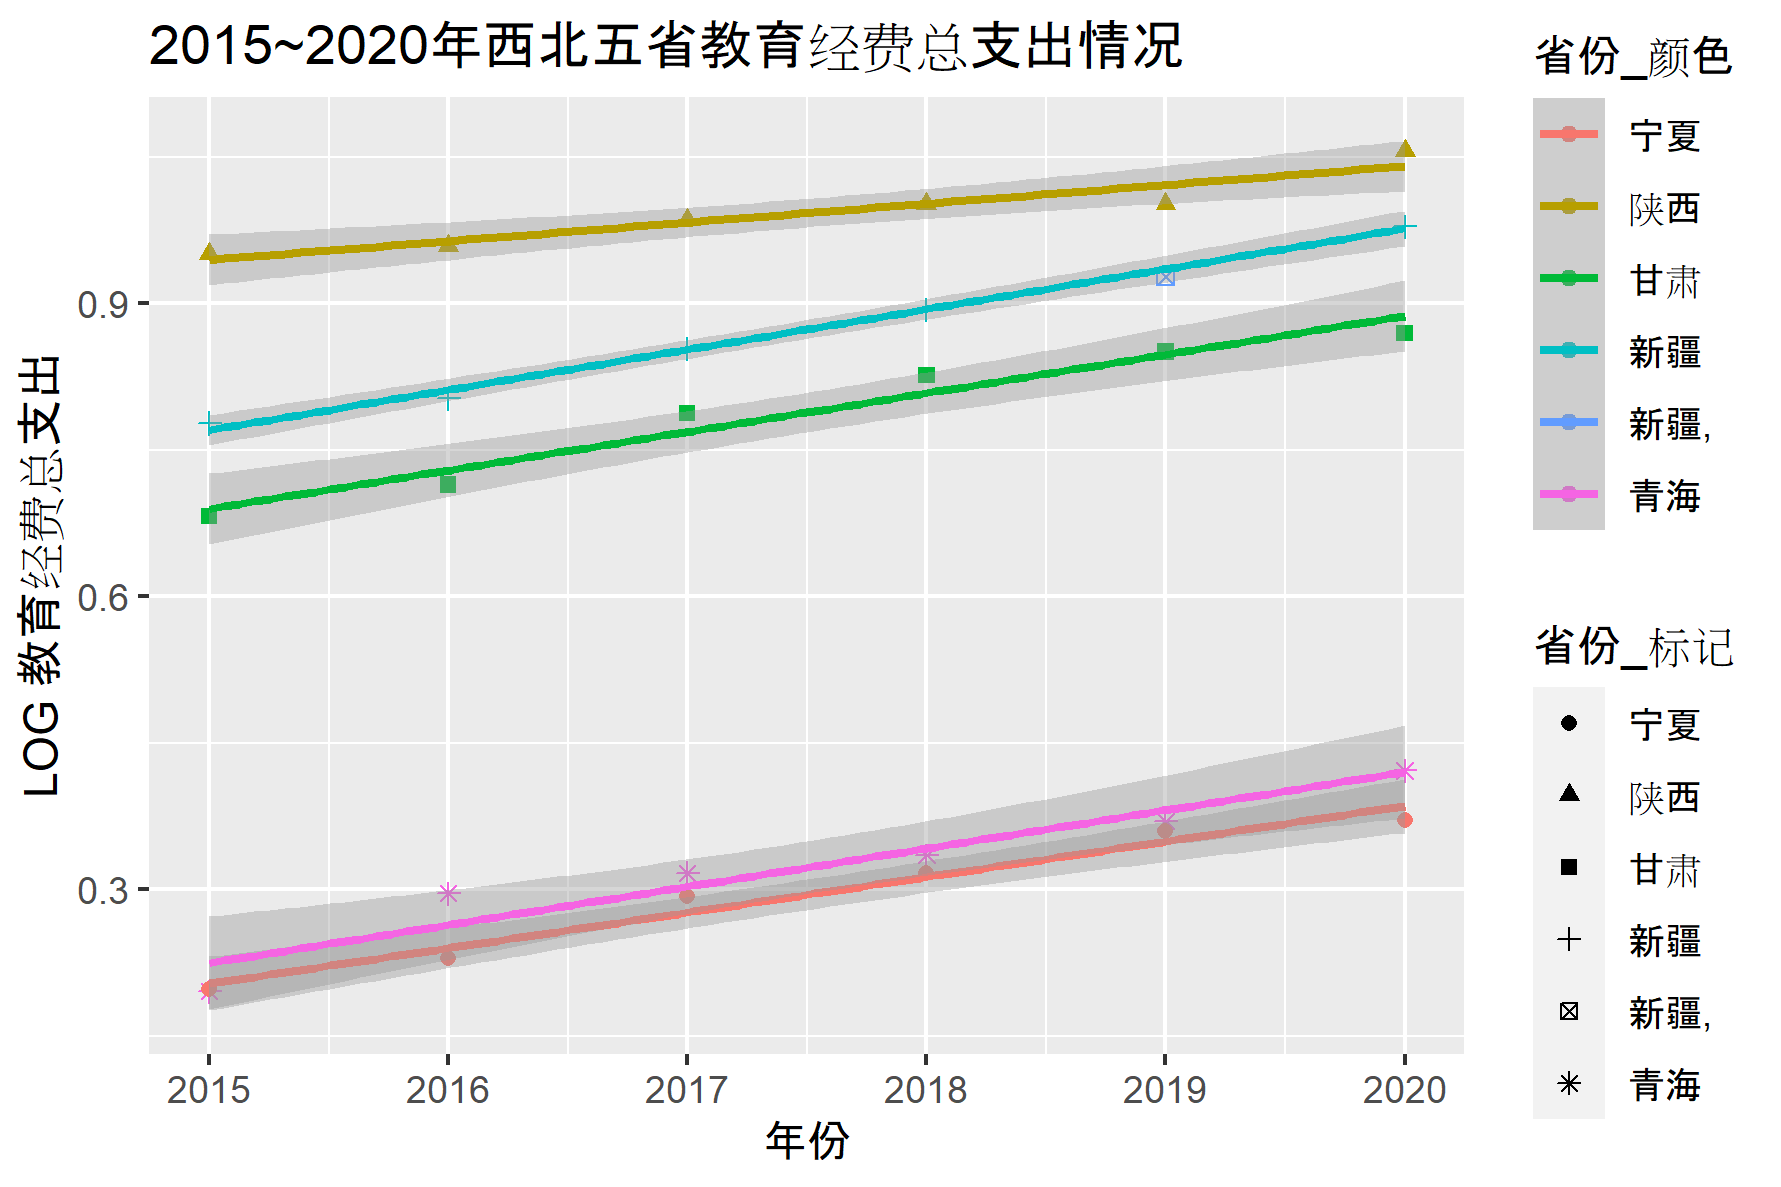 2015~2020年西北五省教育经费总支出情况
LOG 教育经费总支出
0.9
0.6
0.3
2015 2016 2017 2018 2019 2020
年份
省份_颜色
宁夏
陕西
甘肃
新疆
新疆,
青海
省份_标记
宁夏
陕西
甘肃
新疆
新疆,
青海